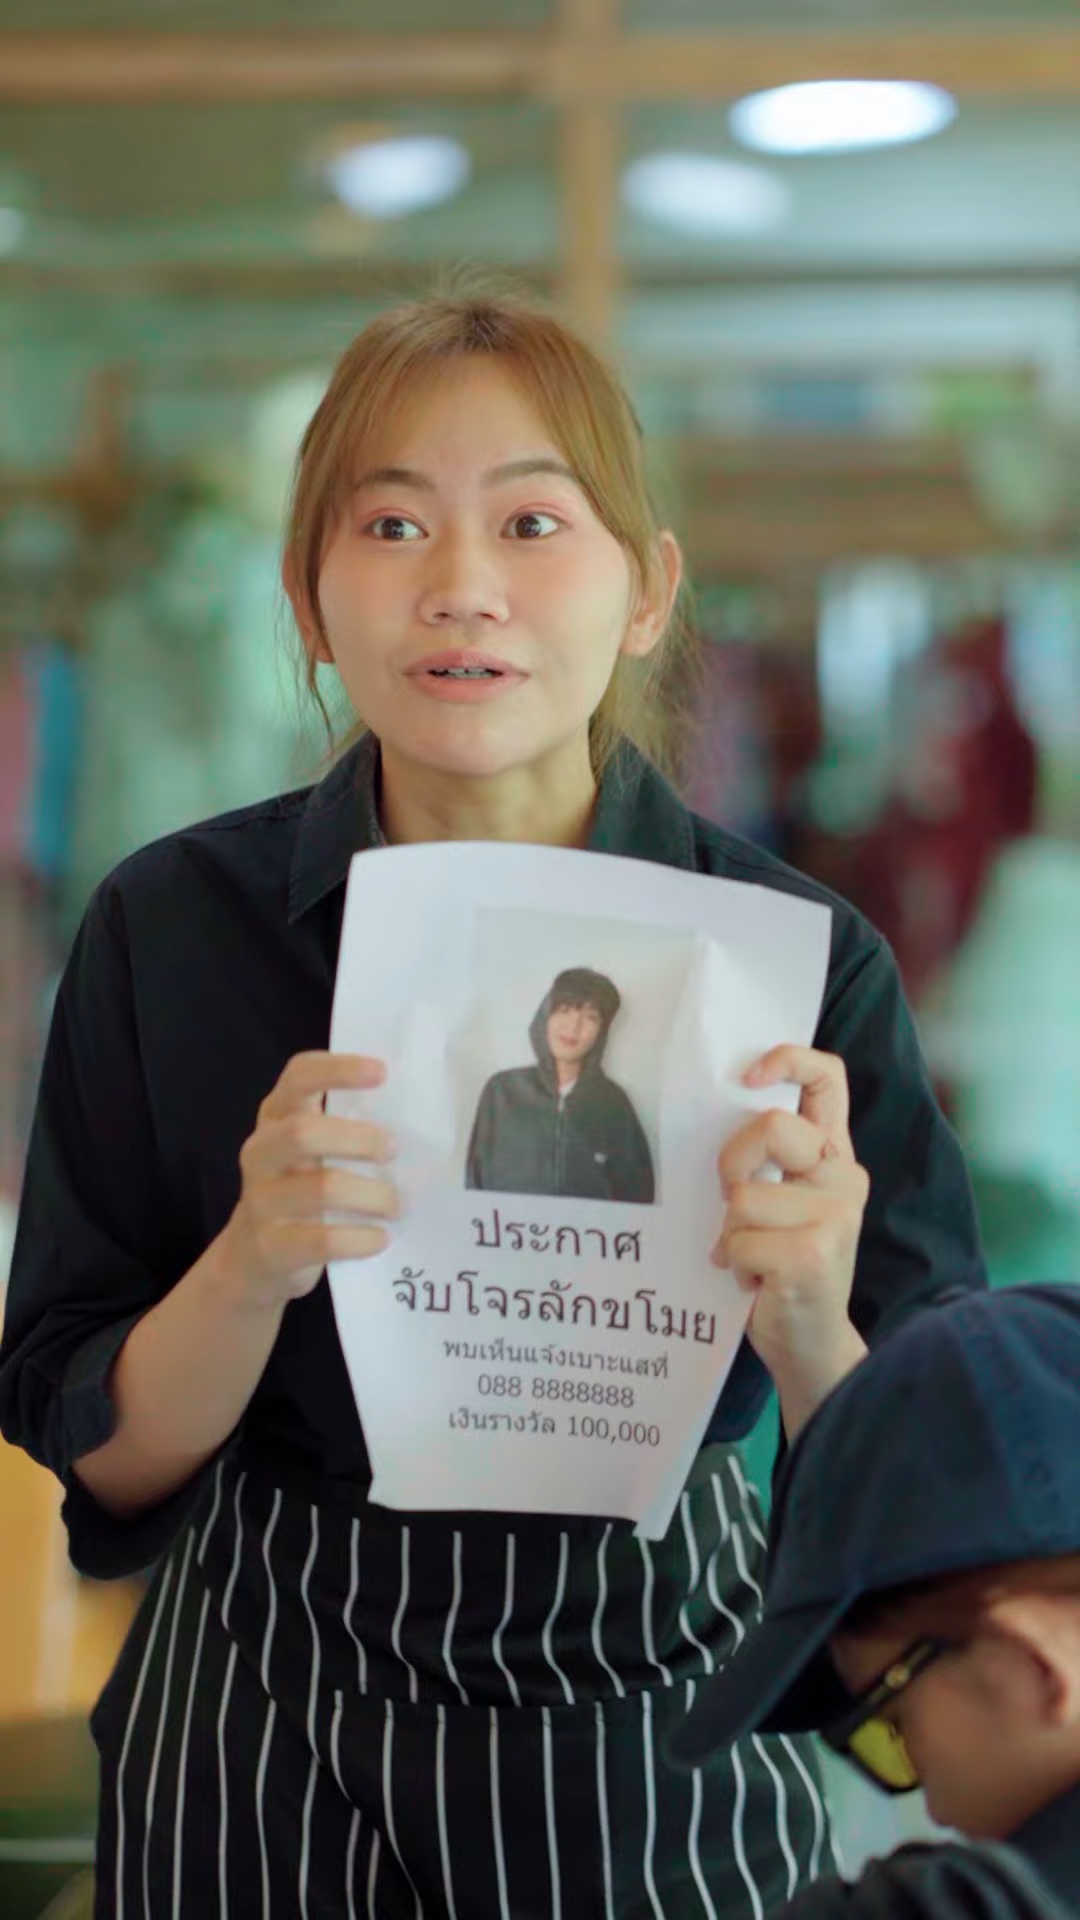 ประกาศ
จับโจรลักขโมย
พบเห็นแจ้งเบาะแสที่
088 8888888
เงินรางวัล 100,000